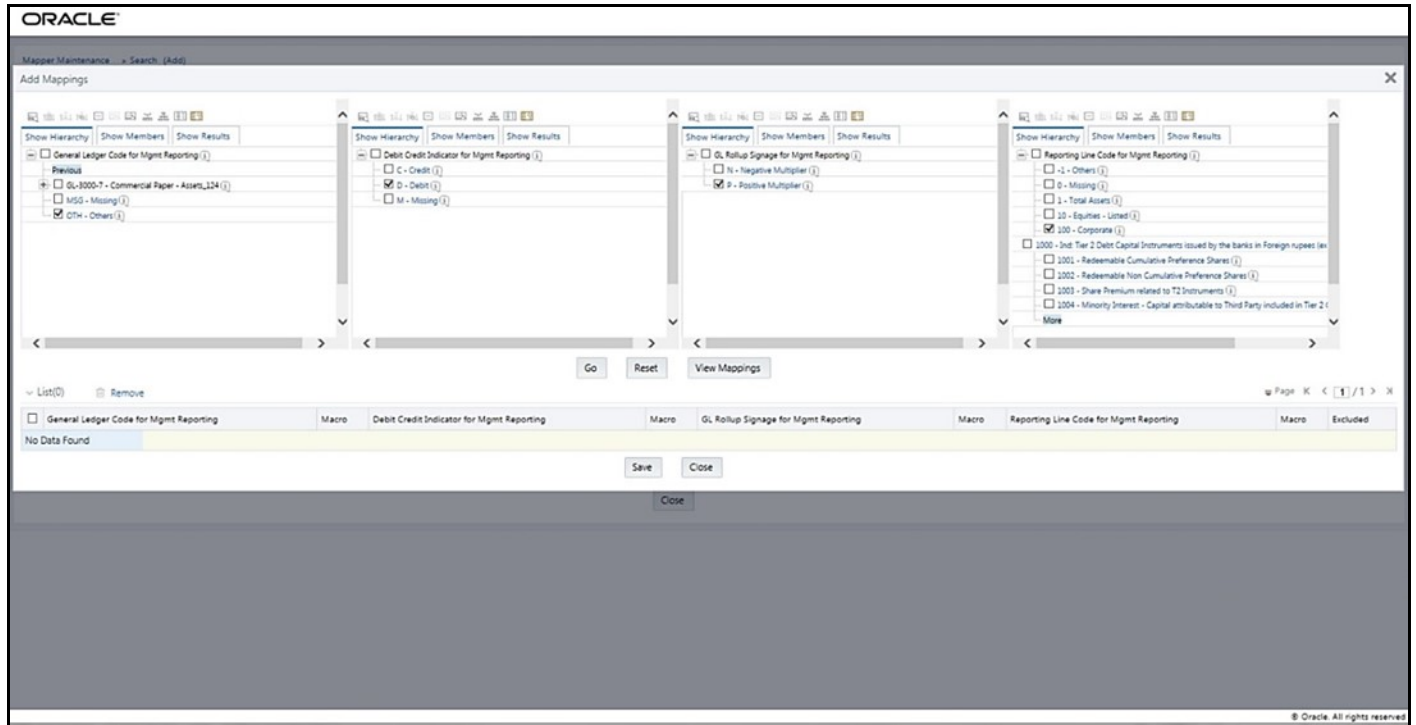 ORACLE
Mapper Maintenance » Search (Add)
Add Mappings
Show Hierarchy Show Members Show Results
General Ledger Code for Mgmt Reporting
Previous
GL-3000-7 - Commercial Paper - Assets_124
MSG - Missing
OTH - Others
Show Hierarchy Show Members Show Results
Debit Credit Indicator for Mgmt Reporting
C - Credit
D - Debit
M - Missing
Show Hierarchy Show Members Show Results
GL Rollup Signage for Mgmt Reporting
N - Negative Multiplier
P - Positive Multiplier
Show Hierarchy Show Members Show Results
Reporting Line Code for Mgmt Reporting
-1 - Others
0 - Missing
1 - Total Assets
10 - Equities - Listed
100 - Corporate
1000 - Ind: Tier 2 Debt Capital Instruments issued by the banks in Foreign rupees (ex
1001 - Redeemable Cumulative Preference Shares
1002 - Redeemable Non Cumulative Preference Shares
1003 - Share Premium related to T2 Instruments
1004 - Minority Interest - Capital attributable to Third Party included in Tier 2 (
More
Go Reset View Mappings
List(0) Remove Page 1 / 1
General Ledger Code for Mgmt Reporting Macro Debit Credit Indicator for Mgmt Reporting Macro GL Rollup Signage for Mgmt Reporting Macro Reporting Line Code for Mgmt Reporting Macro Excluded
No Data Found
Save Close
Close
© Oracle. All rights reserved